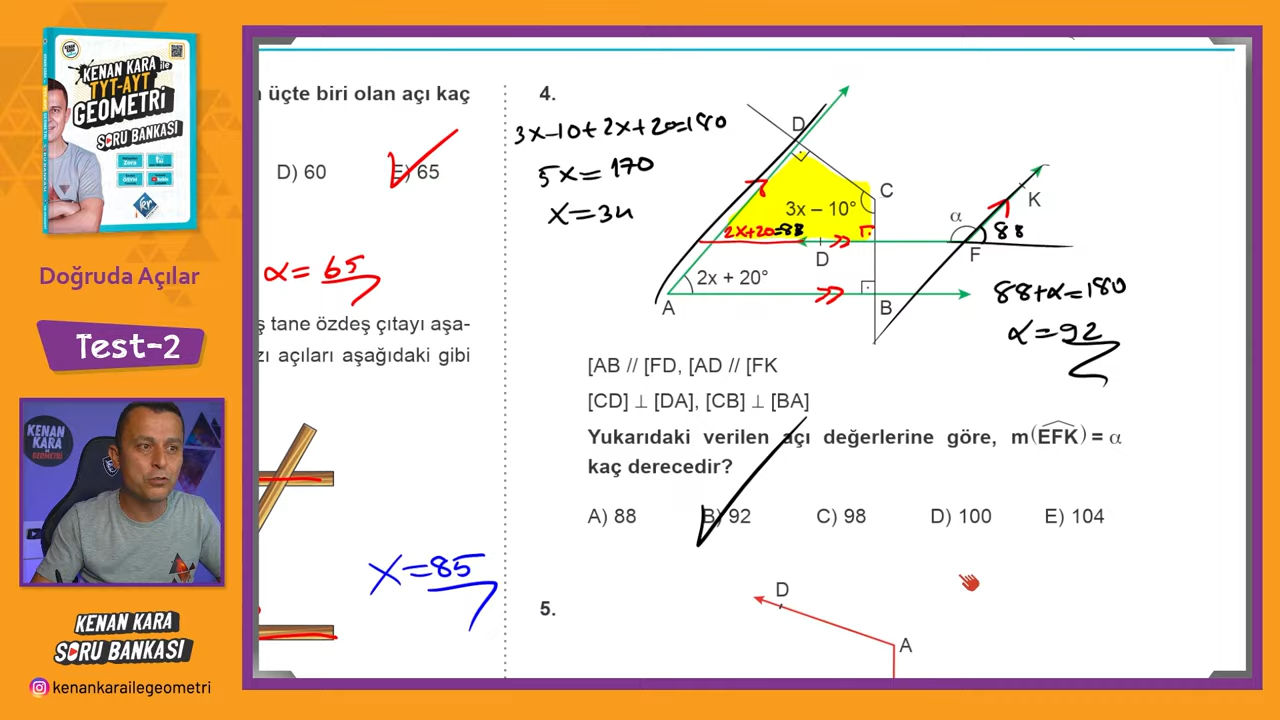 KENAN KARA ile
TYT-AYT
GEOMETRİ
SORU BANKASI
Doğruda Açılar
Test-2
KENAN KARA
SORU BANKASI
kenankarailegeometri
üçte biri olan açı kaç
D) 60
E) 65
α = 65
ş tane özdeş çıtayı aşa-
zı açıları aşağıdaki gibi
X = 85
4.
3x-10+2x+20=180
5x = 170
x = 34
D
C
3x – 10°
2x+20=88
D
2x + 20°
A
B
K
α
88
F
88+α=180
α = 92
[AB // [FD, [AD // [FK
[CD] ⊥ [DA], [CB] ⊥ [BA]
Yukarıdaki verilen açı değerlerine göre, m(EFK) = α
kaç derecedir?
A) 88
B) 92
C) 98
D) 100
E) 104
5.
D
A